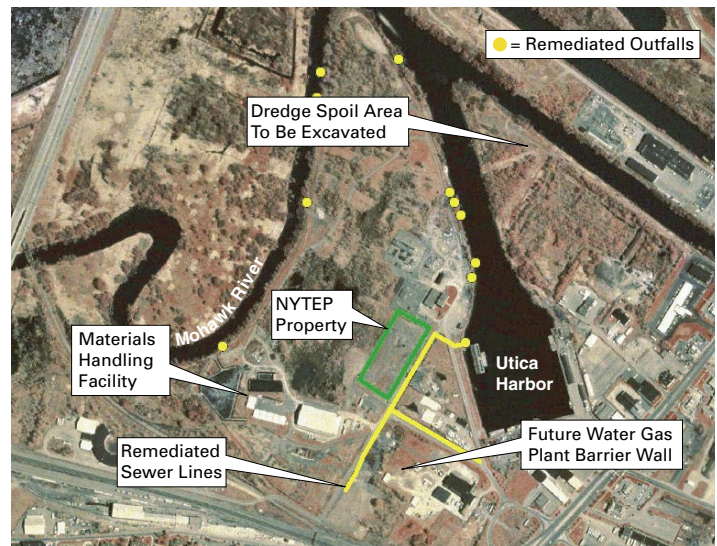 = Remediated Outfalls
Dredge Spoil Area
To Be Excavated
Mohawk River
NYTEP
Property
Materials
Handling
Facility
Utica
Harbor
Remediated
Sewer Lines
Future Water Gas
Plant Barrier Wall